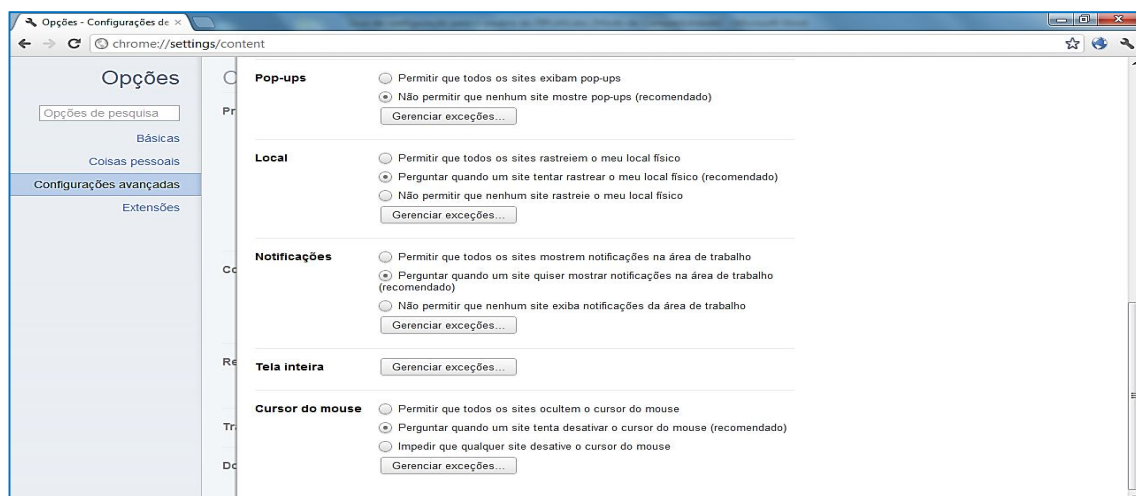 Opções - Configurações de
chrome://settings/content
Opções
Opções de pesquisa
Básicas
Coisas pessoais
Configurações avançadas
Extensões
C
Pr
Co
Re
Tr
Do
Pop-ups
Permitir que todos os sites exibam pop-ups
Não permitir que nenhum site mostre pop-ups (recomendado)
Gerenciar exceções...
Local
Permitir que todos os sites rastreiem o meu local físico
Perguntar quando um site tentar rastrear o meu local físico (recomendado)
Não permitir que nenhum site rastreie o meu local físico
Gerenciar exceções...
Notificações
Permitir que todos os sites mostrem notificações na área de trabalho
Perguntar quando um site quiser mostrar notificações na área de trabalho
(recomendado)
Não permitir que nenhum site exiba notificações da área de trabalho
Gerenciar exceções...
Tela inteira
Gerenciar exceções...
Cursor do mouse
Permitir que todos os sites ocultem o cursor do mouse
Perguntar quando um site tenta desativar o cursor do mouse (recomendado)
Impedir que qualquer site desative o cursor do mouse
Gerenciar exceções...